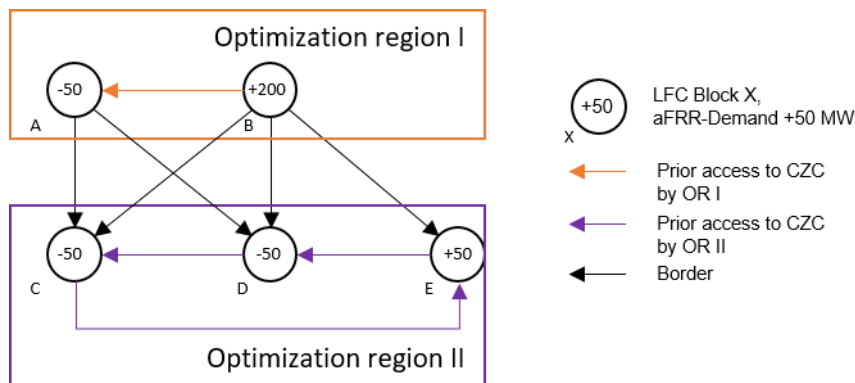 Optimization region I
-50
+200
A
B
-50
-50
+50
C
D
E
Optimization region II
+50
X
LFC Block X,
aFRR-Demand +50 MW
Prior access to CZC
by OR I
Prior access to CZC
by OR II
Border